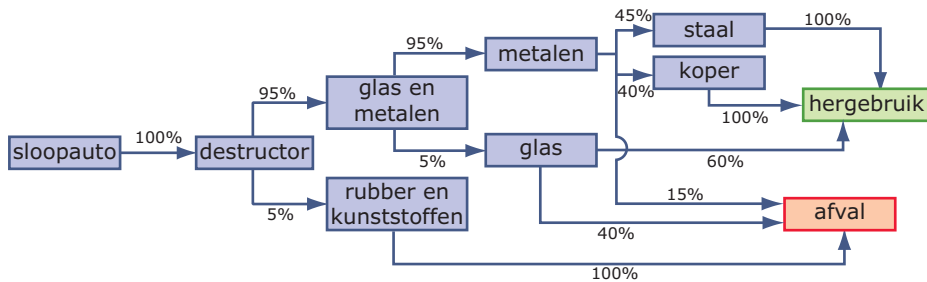 45%
staal
100%
95%
metalen
koper
40%
95%
glas en
metalen
100%
hergebruik
100%
sloopauto
destructor
5%
glas
60%
5%
rubber en
kunststoffen
15%
afval
40%
100%